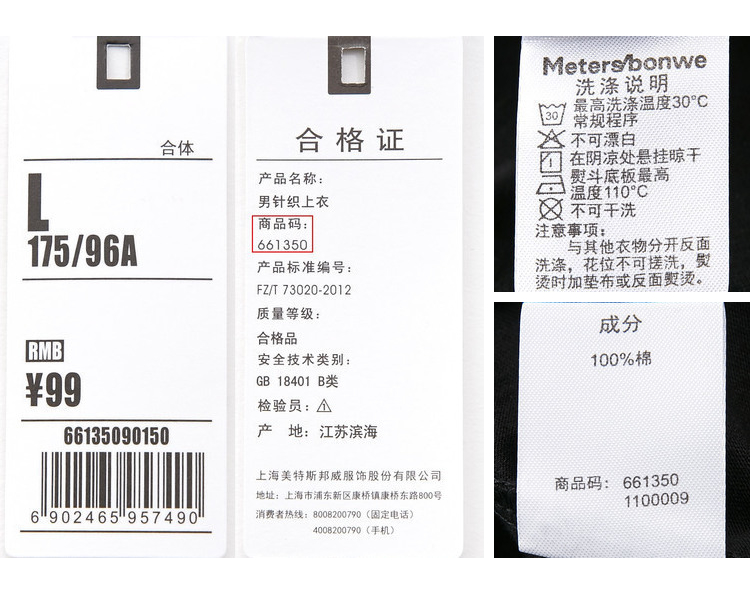 合体
L
175/96A
RMB
¥99
66135090150
6 902465 957490
合格证
产品名称：
男针织上衣
商品码：
661350
产品标准编号：
FZ/T 73020-2012
质量等级：
合格品
安全技术类别：
GB 18401 B类
检验员：1
产 地：江苏滨海
上海美特斯邦威服饰股份有限公司
地址：上海市浦东新区康桥镇康桥东路800号
消费者热线：8008200790（固定电话）
4008200790（手机）
Meters/bonwe
洗涤说明
30 最高洗涤温度30°C
常规程序
不可漂白
在阴凉处悬挂晾干
熨斗底板最高
温度110°C
不可干洗
注意事项：
与其他衣物分开反面
洗涤，花位不可搓洗，熨
烫时加垫布或反面熨烫。
成分
100%棉
商品码：661350
1100009